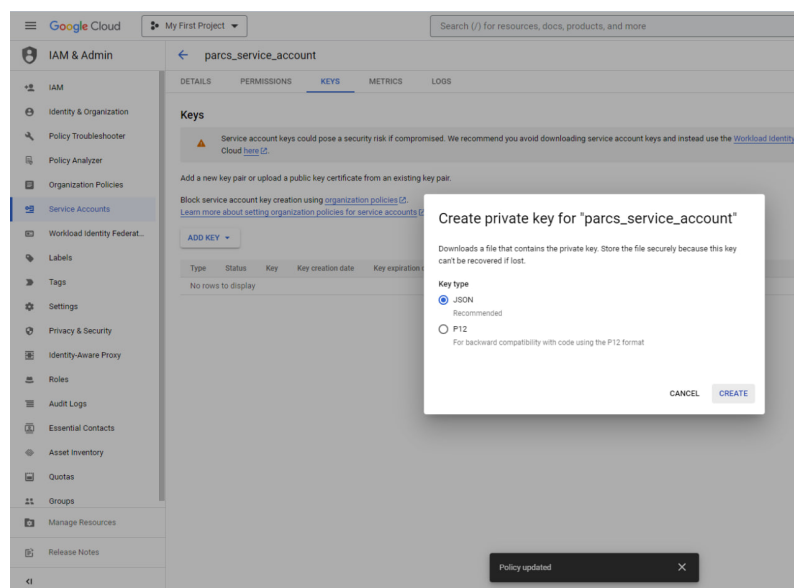 Google Cloud
My First Project
Search (/) for resources, docs, products, and more
IAM & Admin
IAM
Identity & Organization
Policy Troubleshooter
Policy Analyzer
Organization Policies
Service Accounts
Workload Identity Federat...
Labels
Tags
Settings
Privacy & Security
Identity-Aware Proxy
Roles
Audit Logs
Essential Contacts
Asset Inventory
Quotas
Groups
Manage Resources
Release Notes
parcs_service_account
DETAILS PERMISSIONS KEYS METRICS LOGS
Keys
Service account keys could pose a security risk if compromised. We recommend you avoid downloading service account keys and instead use the Workload Identity
Cloud here.
Add a new key pair or upload a public key certificate from an existing key pair.
Block service account key creation using organization policies.
Learn more about setting organization policies for service accounts
ADD KEY
Type Status Key Key creation date Key expiration
No rows to display
Create private key for "parcs_service_account"
Downloads a file that contains the private key. Store the file securely because this key
can't be recovered if lost.
Key type
JSON
Recommended
P12
For backward compatibility with code using the P12 format
CANCEL CREATE
Policy updated